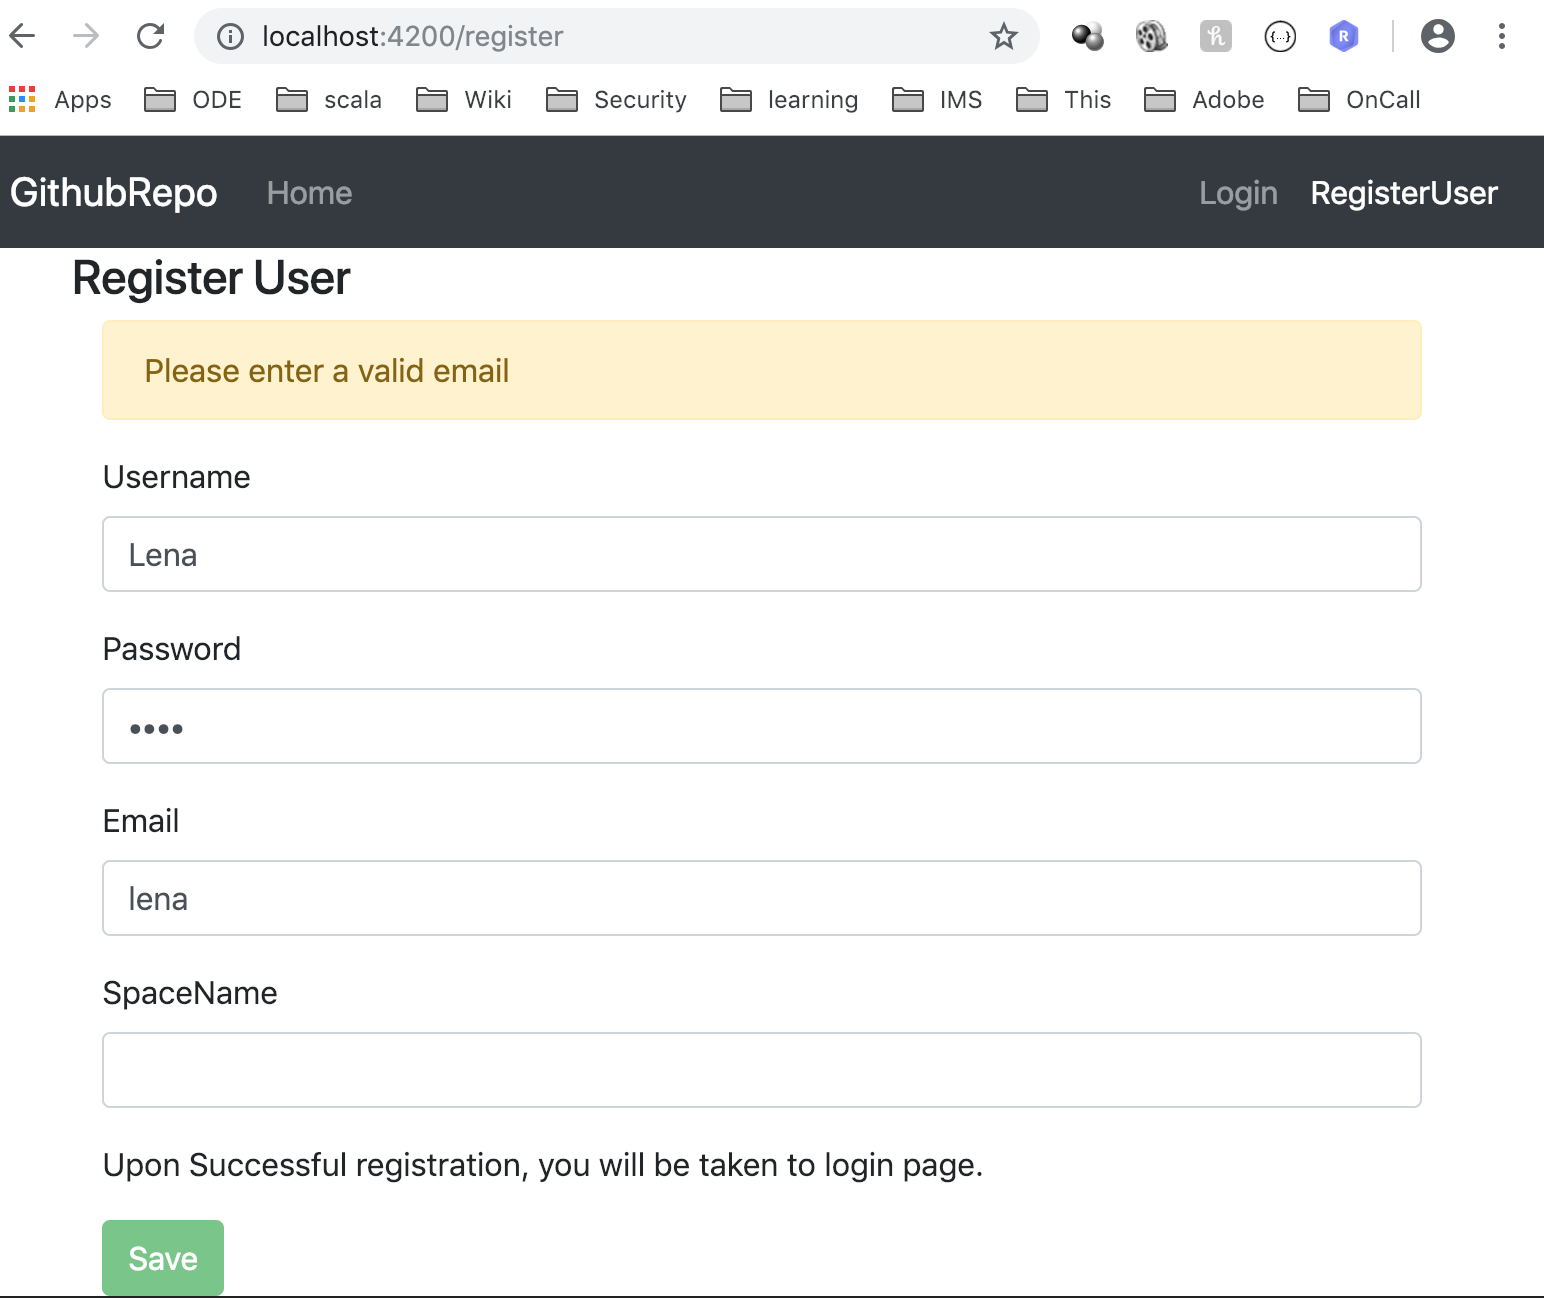 localhost:4200/register
Apps ODE scala Wiki Security learning IMS This Adobe OnCall
GithubRepo Home Login RegisterUser
Register User
Please enter a valid email
Username
Lena
Password
••••
Email
lena
SpaceName
Upon Successful registration, you will be taken to login page.
Save